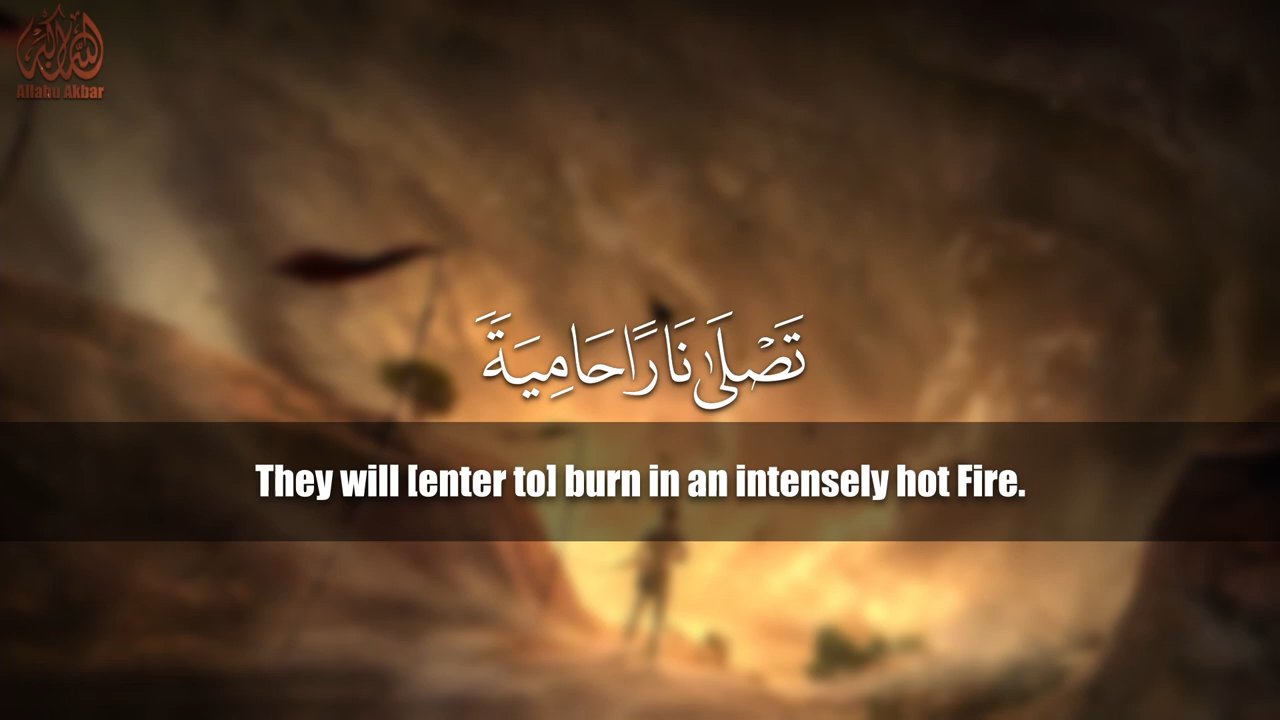 الله أكبر
Allahu Akbar
تَصْلَىٰ نَارًا حَامِيَةً
They will [enter to] burn in an intensely hot Fire.